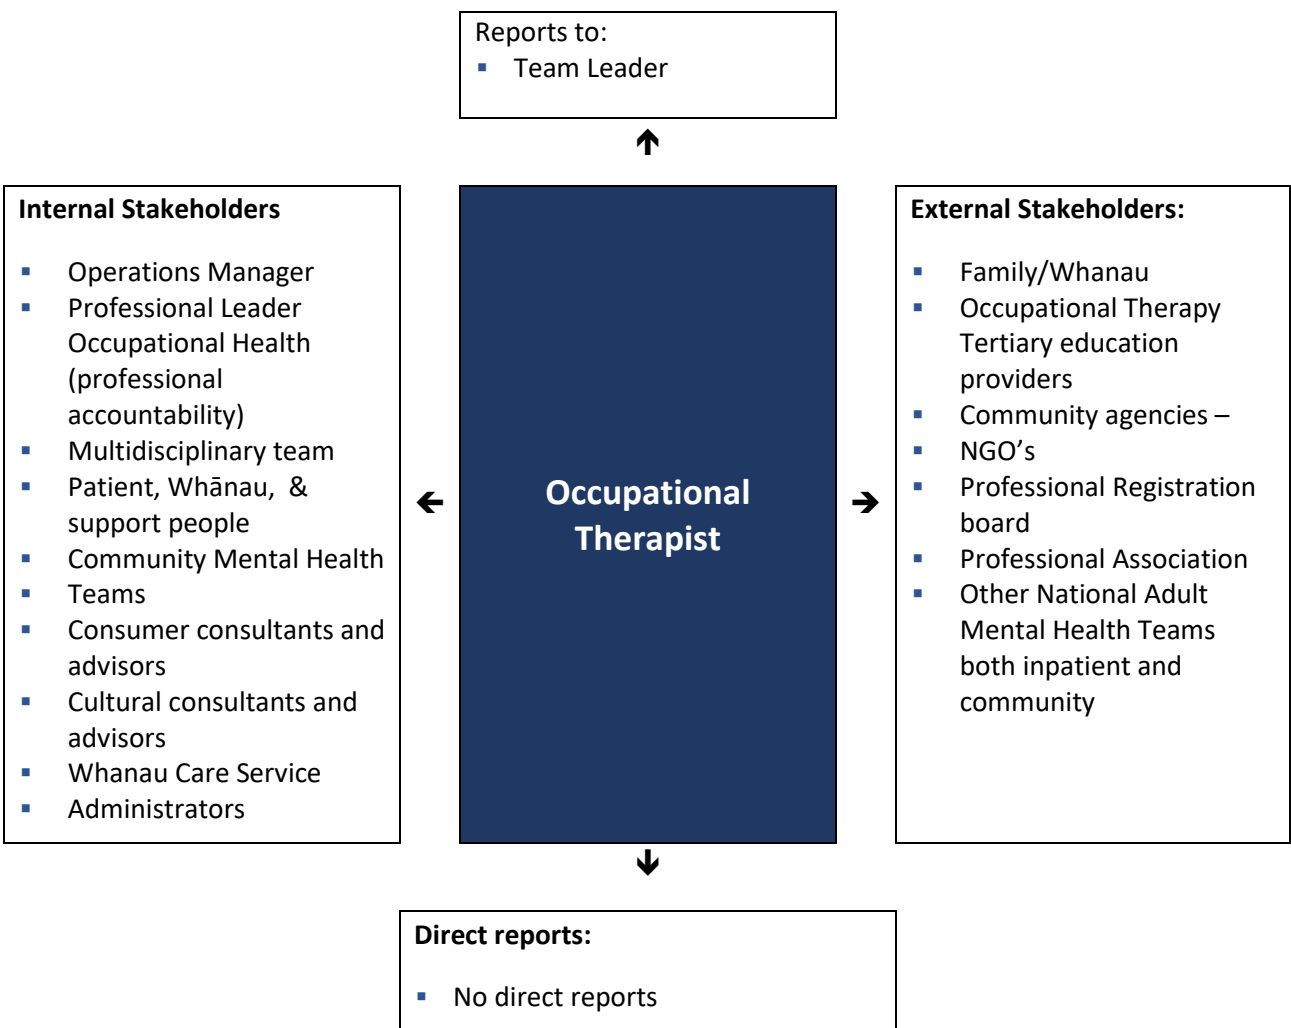 Reports to:
▪ Team Leader
↑
Internal Stakeholders
▪ Operations Manager
▪ Professional Leader
Occupational Health
(professional
accountability)
▪ Multidisciplinary team
▪ Patient, Whānau,  &
support people
▪ Community Mental Health
▪ Teams
▪ Consumer consultants and
advisors
▪ Cultural consultants and
advisors
▪ Whanau Care Service
▪ Administrators
←
Occupational
Therapist
→
External Stakeholders:
▪ Family/Whanau
▪ Occupational Therapy
Tertiary education
providers
▪ Community agencies –
▪ NGO’s
▪ Professional Registration
board
▪ Professional Association
▪ Other National Adult
Mental Health Teams
both inpatient and
community
↓
Direct reports:
▪ No direct reports